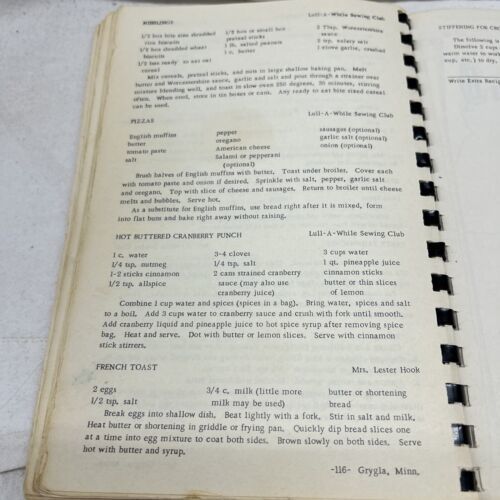 NIBBLINGS Lull-A-While Sewing Club
1/2 box bite size shredded 1/2 box or small box 2 Tbsp. Worcestershire
rice biscuits pretzel sticks sauce
1/2 box shredded wheat 1 lb. salted peanuts 2 tsp. celery salt
biscuits 1 c. butter 1 clove garlic, crushed
1/2 box ready to eat oat
cereal
Mix cereals, pretzel sticks, and nuts in large shallow baking pan. Melt
butter and Worcestershire sauce, garlic and salt and pour through a strainer over
mixture blending well, and toast in slow oven 250 degrees, 30 minutes, stirring
often. When cool, store in tin boxes or cans. Any ready to eat bite sized cereal
can be used.
PIZZAS Lull-A-While Sewing Club
English muffins pepper sausages (optional)
butter oregano garlic salt (optional)
tomato paste American cheese onion (optional)
salt Salami or pepperani
(optional)
Brush halves of English muffins with butter. Toast under broiler. Cover each
with tomato paste and onion if desired. Sprinkle with salt, pepper, garlic salt
and oregano. Top with slice of cheese and sausages. Return to broiler until cheese
melts and bubbles. Serve hot.
As a substitute for English muffins, use bread right after it is mixed, form
into flat buns and bake right away without raising.
HOT BUTTERED CRANBERRY PUNCH Lull-A-While Sewing Club
1 c. water 3-4 cloves 3 cups water
1/4 tsp. nutmeg 1/4 tsp. salt 1 qt. pineapple juice
1-2 sticks cinnamon 2 cans strained cranberry cinnamon sticks
1/2 tsp. allspice sauce (may also use butter or thin slices
cranberry juice) of lemon
Combine 1 cup water and spices (spices in a bag). Bring water, spices and salt
to a boil. Add 3 cups water to cranberry sauce and crush with fork until smooth.
Add cranberry liquid and pineapple juice to hot spice syrup after removing spice
bag. Heat and serve. Dot with butter or lemon slices. Serve with cinnamon
stick stirrers.
FRENCH TOAST Mrs. Lester Hook
2 eggs 3/4 c. milk (little more butter or shortening
1/2 tsp. salt milk may be used) bread
Break eggs into shallow dish. Beat lightly with a fork. Stir in salt and milk.
Heat butter or shortening in griddle or frying pan. Quickly dip bread slices one
at a time into egg mixture to coat both sides. Brown slowly on both sides. Serve
hot with butter and syrup.
-116- Grygla, Minn.
STUFFING FOR
The following is
Directive 3 cups
warm water to
cup, etc.) to dry.
Write Extra